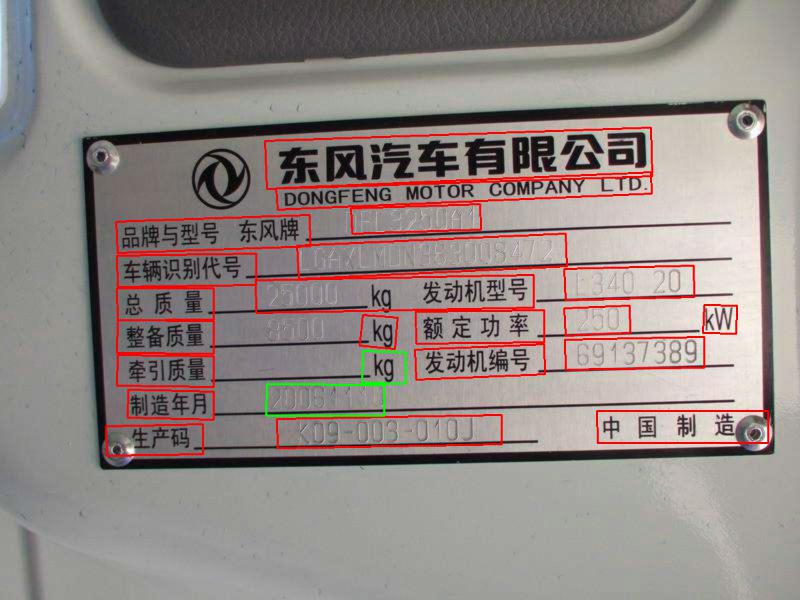 东风汽车有限公司
DONGFENG MOTOR COMPANY LTD.
品牌与型号 东风牌 DFL3250A1
车辆识别代号
总质量 25000 kg 发动机型号 L340 20
整备质量 8500 kg 额定功率 250 kW
牵引质量 kg 发动机编号 69137389
制造年月
生产码 K09-003-010J 中国制造